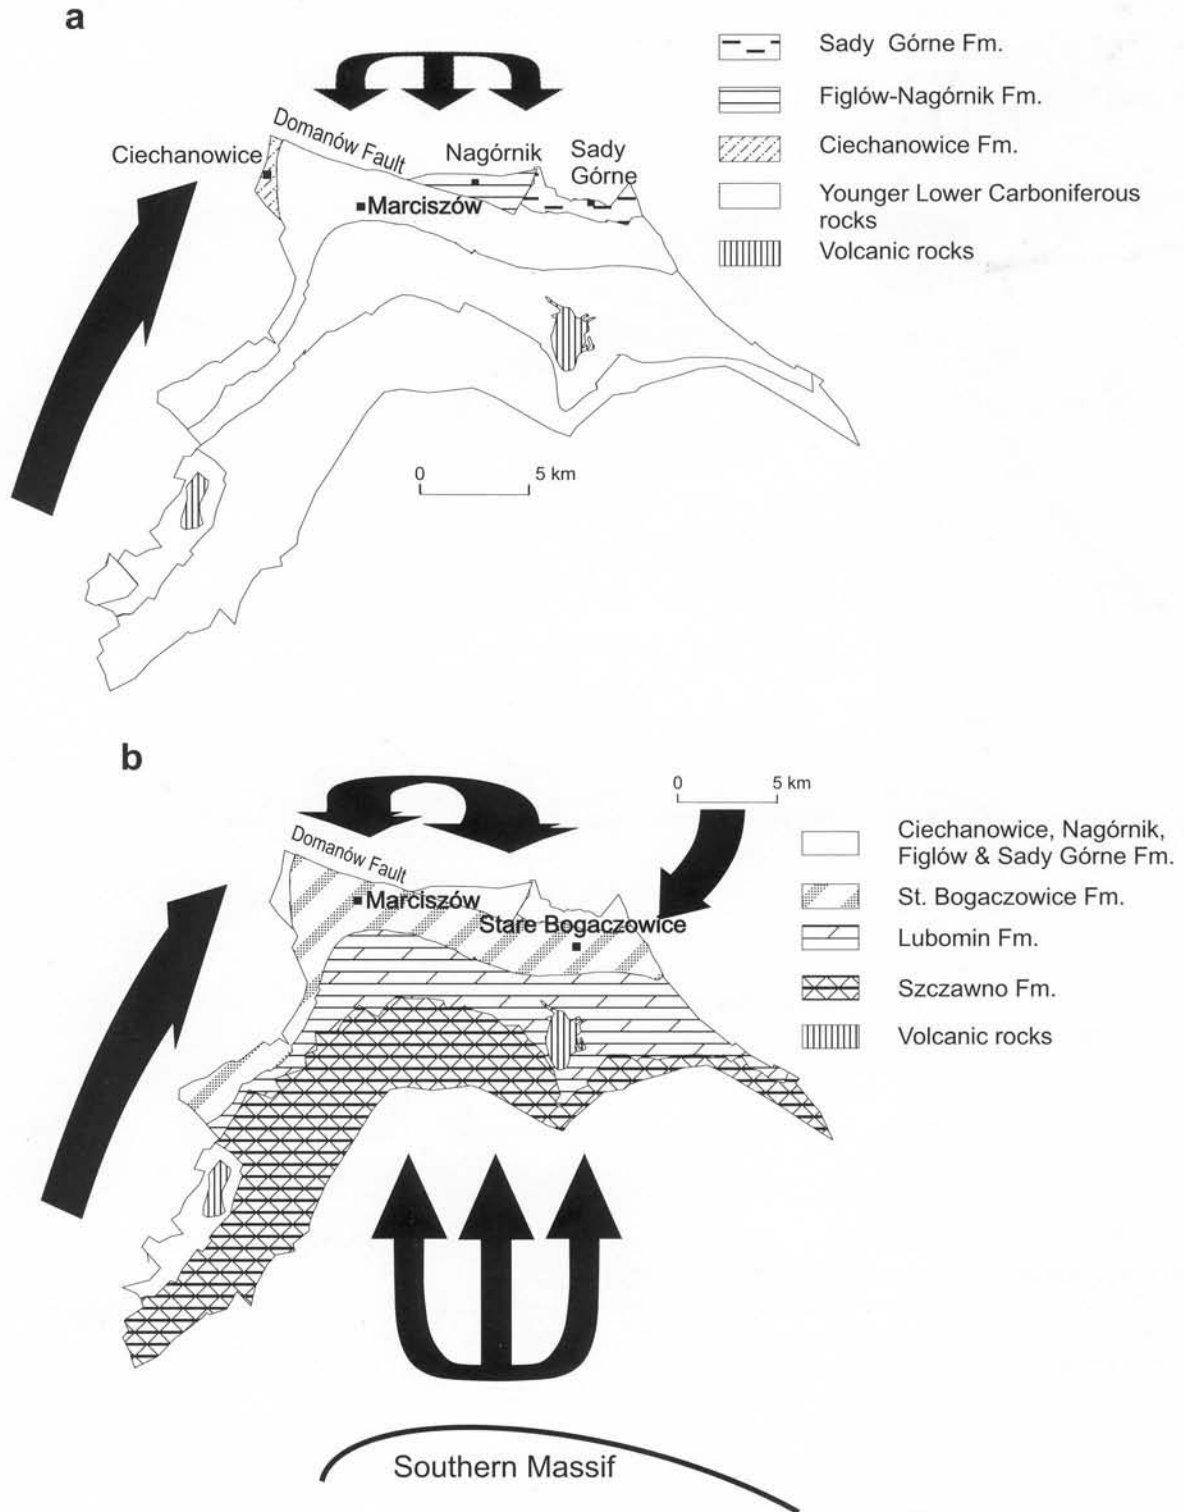 a
Sady Górne Fm.
Figlów-Nagórnik Fm.
Ciechanowice Fm.
Younger Lower Carboniferous
rocks
Volcanic rocks
Domanów Fault
Ciechanowice
Nagórnik
Sady
Górne
Marciszów
0 5 km
b
0 5 km
Ciechanowice, Nagórnik,
Figlów & Sady Górne Fm.
St. Bogaczowice Fm.
Lubomin Fm.
Szczawno Fm.
Volcanic rocks
Domanów Fault
Marciszów
Stare Bogaczowice
Southern Massif